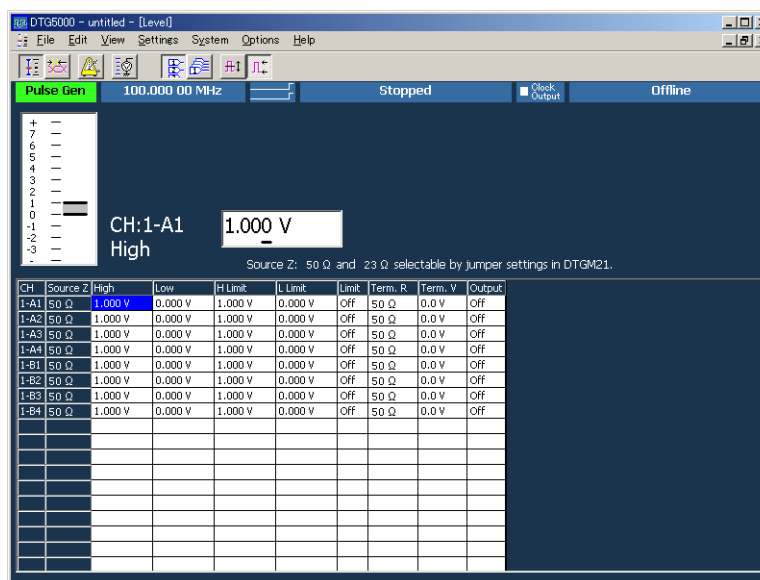 DTG5000 - untitled - [Level]
File Edit View Settings System Options Help
Pulse Gen 100.000 00 MHz Stopped Clock Output Offline
+
7
6
5
4
3
2
1
0
-1
-2
-3
-
CH:1-A1 1.000 V
High
Source Z: 50 Ω and 23 Ω selectable by jumper settings in DTGM21.
CH Source Z High Low H Limit L Limit Limit Term. R Term. V Output
1-A1 50 Ω 1.000 V 0.000 V 1.000 V 0.000 V Off 50 Ω 0.0 V Off
1-A2 50 Ω 1.000 V 0.000 V 1.000 V 0.000 V Off 50 Ω 0.0 V Off
1-A3 50 Ω 1.000 V 0.000 V 1.000 V 0.000 V Off 50 Ω 0.0 V Off
1-A4 50 Ω 1.000 V 0.000 V 1.000 V 0.000 V Off 50 Ω 0.0 V Off
1-B1 50 Ω 1.000 V 0.000 V 1.000 V 0.000 V Off 50 Ω 0.0 V Off
1-B2 50 Ω 1.000 V 0.000 V 1.000 V 0.000 V Off 50 Ω 0.0 V Off
1-B3 50 Ω 1.000 V 0.000 V 1.000 V 0.000 V Off 50 Ω 0.0 V Off
1-B4 50 Ω 1.000 V 0.000 V 1.000 V 0.000 V Off 50 Ω 0.0 V Off